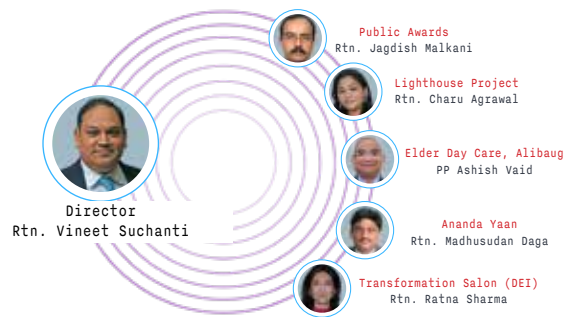 Public Awards
Rtn. Jagdish Malkani
Lighthouse Project
Rtn. Charu Agrawal
Elder Day Care, Alibaug
PP Ashish Vaid
Director
Rtn. Vineet Suchanti
Ananda Yaan
Rtn. Madhusudan Daga
Transformation Salon (DEI)
Rtn. Ratna Sharma